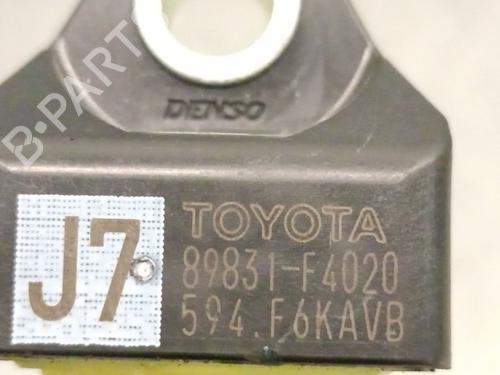 B-PARTS
DENSO
J7
TOYOTA
89831-F4020
594.F6KAVB